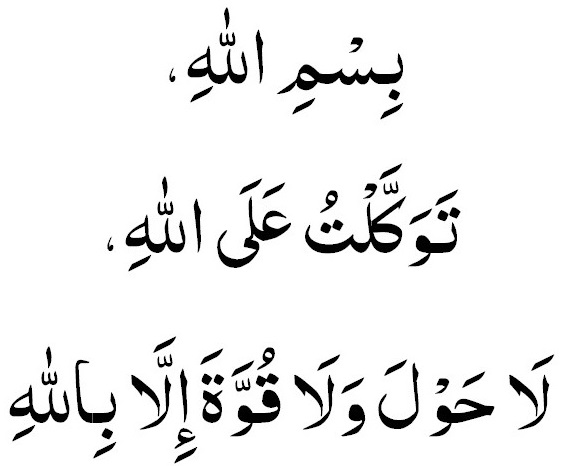 بِسْمِ اللهِ،
تَوَكَّلْتُ عَلَى اللهِ،
لَا حَوْلَ وَلَا قُوَّةَ إِلَّا بِاللهِ